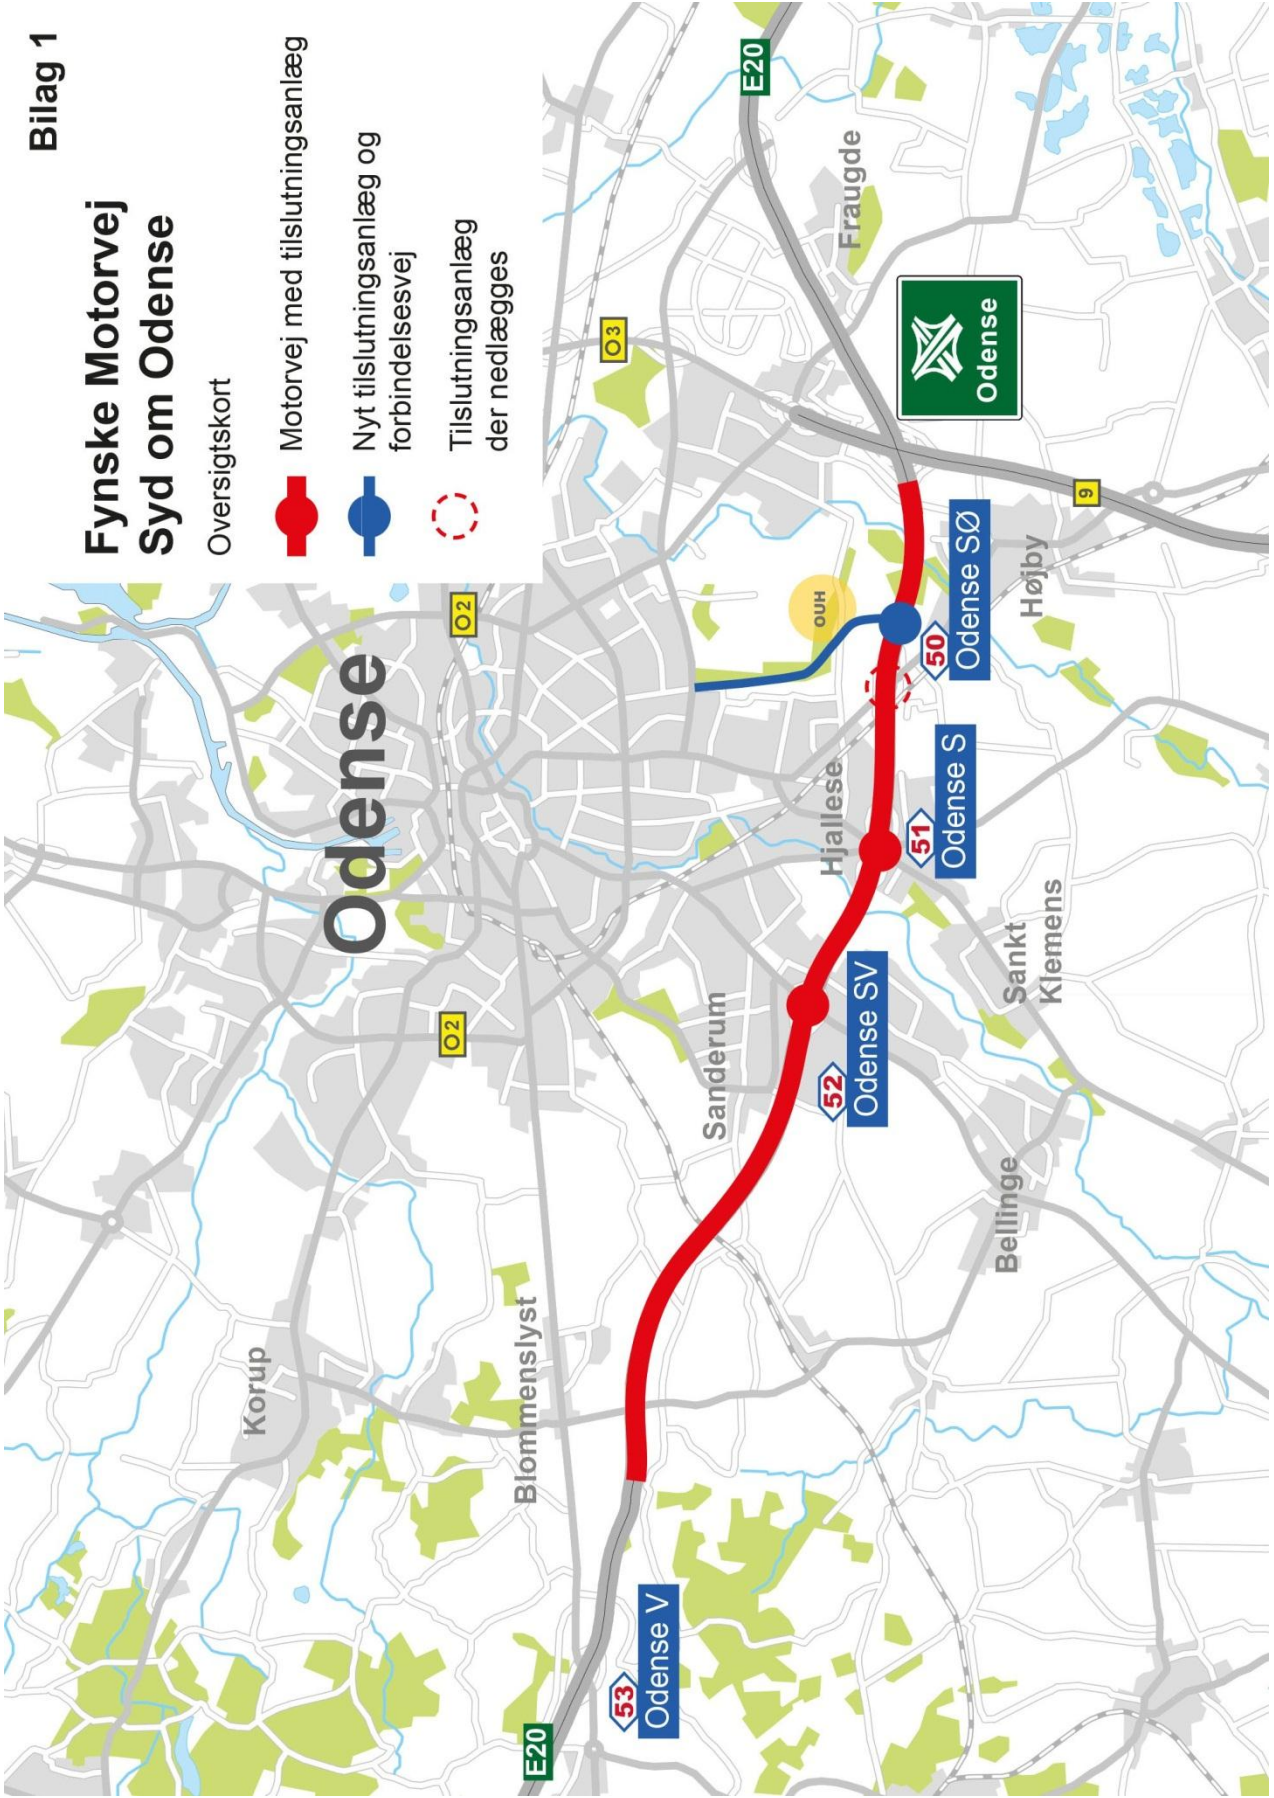 Bilag 1
Fynske Motorvej
Syd om Odense
Oversigtskort
Motorvej med tilslutningsanlæg
Nyt tilslutningsanlæg og
forbindelsesvej
Tilslutningsanlæg
der nedlægges
Odense
Korup
Blommenslyst
O2
O2
O3
E20
E20
53
Odense V
Sanderum
52
Odense SV
Bellinge
Sankt
Klemens
Hjallese
51
Odense S
50
Odense SØ
OUH
Højby
9
Odense
Fraugde